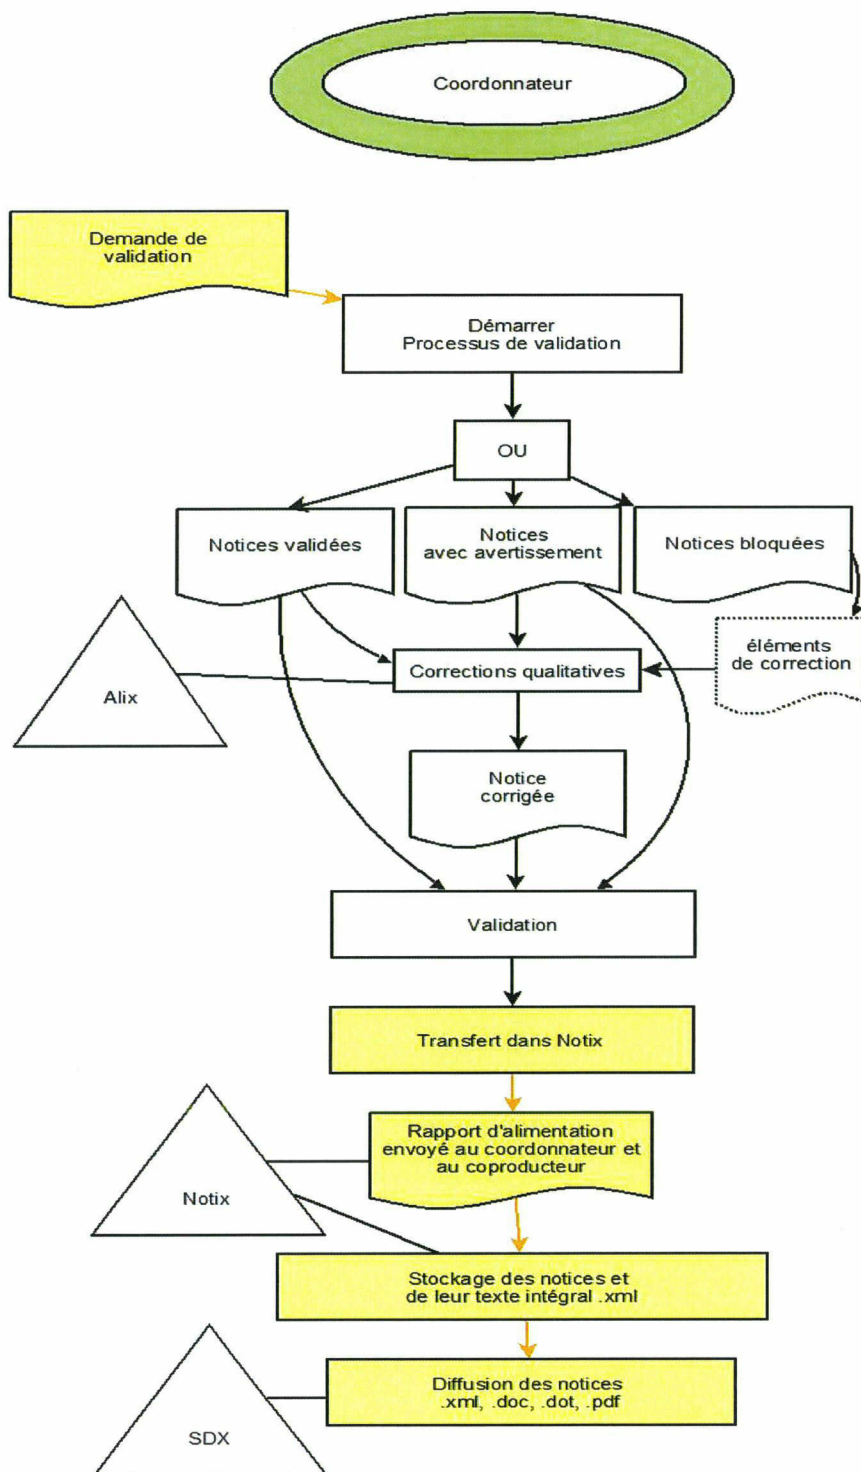 Coordonnateur
Demande de
validation
Démarrer
Processus de validation
OU
Notices validées
Notices
avec avertissement
Notices bloquées
éléments
de correction
Corrections qualitatives
Alix
Notice
corrigée
Validation
Transfert dans Notix
Rapport d'alimentation
envoyé au coordonnateur et
au coproducteur
Notix
Stockage des notices et
de leur texte intégral .xml
Diffusion des notices
.xml, .doc, .dot, .pdf
SDX